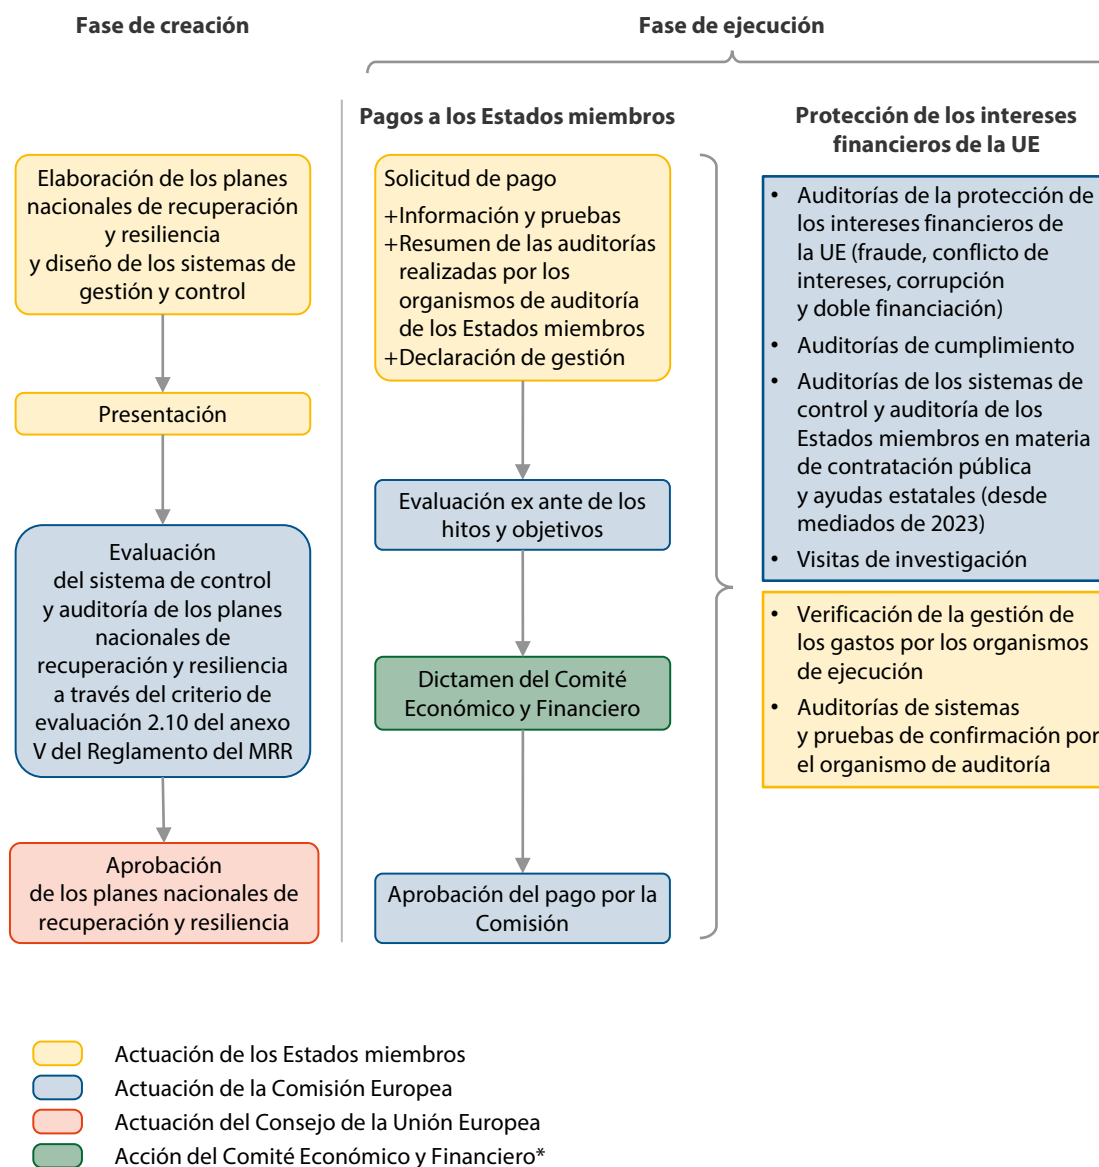 Fase de creación
Fase de ejecución
Elaboración de los planes
nacionales de recuperación
y resiliencia
y diseño de los sistemas de
gestión y control
Presentación
Evaluación
del sistema de control
y auditoría de los planes
nacionales de
recuperación y resiliencia
a través del criterio de
evaluación 2.10 del anexo
V del Reglamento del MRR
Aprobación
de los planes nacionales de
recuperación y resiliencia
Pagos a los Estados miembros
Solicitud de pago
+Información y pruebas
+Resumen de las auditorías
realizadas por los
organismos de auditoría
de los Estados miembros
+Declaración de gestión
Evaluación ex ante de los
hitos y objetivos
Dictamen del Comité
Económico y Financiero
Aprobación del pago por la
Comisión
Protección de los intereses
financieros de la UE
• Auditorías de la protección de
los intereses financieros de
la UE (fraude, conflicto de
intereses, corrupción
y doble financiación)
• Auditorías de cumplimiento
• Auditorías de los sistemas de
control y auditoría de los
Estados miembros en materia
de contratación pública
y ayudas estatales (desde
mediados de 2023)
• Visitas de investigación
• Verificación de la gestión de
los gastos por los organismos
de ejecución
• Auditorías de sistemas
y pruebas de confirmación por
el organismo de auditoría
Actuación de los Estados miembros
Actuación de la Comisión Europea
Actuación del Consejo de la Unión Europea
Acción del Comité Económico y Financiero*